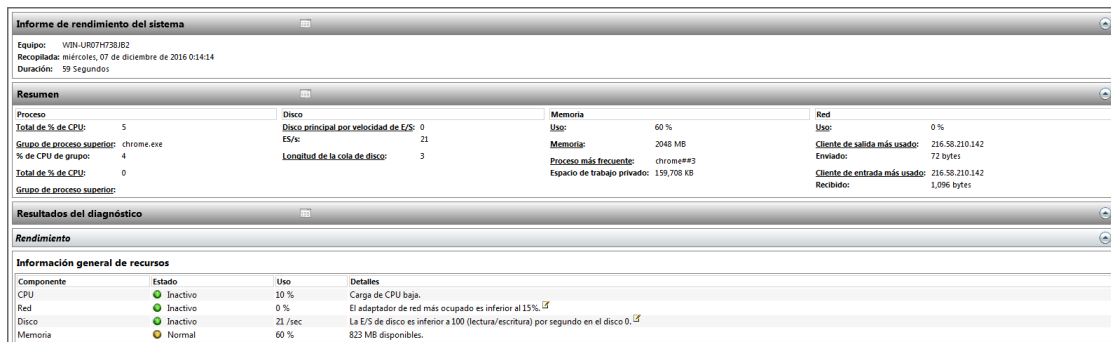 Informe de rendimiento del sistema
Equipo: WIN-UR07H738JB2
Recopilada: miércoles, 07 de diciembre de 2016 0:14:14
Duración: 59 Segundos
Resumen
Proceso Disco Memoria Red
Total de % de CPU: 5 Disco principal por velocidad de E/S: 0 Uso: 60 % Uso: 0 %
Grupo de proceso superior: chrome.exe ES/s: 21 Memoria: 2048 MB Cliente de salida más usado: 216.58.210.142
% de CPU de grupo: 4 Longitud de la cola de disco: 3 Proceso más frecuente: chrome##3 Enviado: 72 bytes
Total de % de CPU: 0 Espacio de trabajo privado: 159,708 KB Cliente de entrada más usado: 216.58.210.142
Grupo de proceso superior: Recibido: 1,096 bytes
Resultados del diagnóstico
Rendimiento
Información general de recursos
Componente Estado Uso Detalles
CPU Inactivo 10 % Carga de CPU baja.
Red Inactivo 0 % El adaptador de red más ocupado es inferior al 15%.
Disco Inactivo 21 /sec La E/S de disco es inferior a 100 (lectura/escritura) por segundo en el disco 0.
Memoria Normal 60 % 823 MB disponibles.